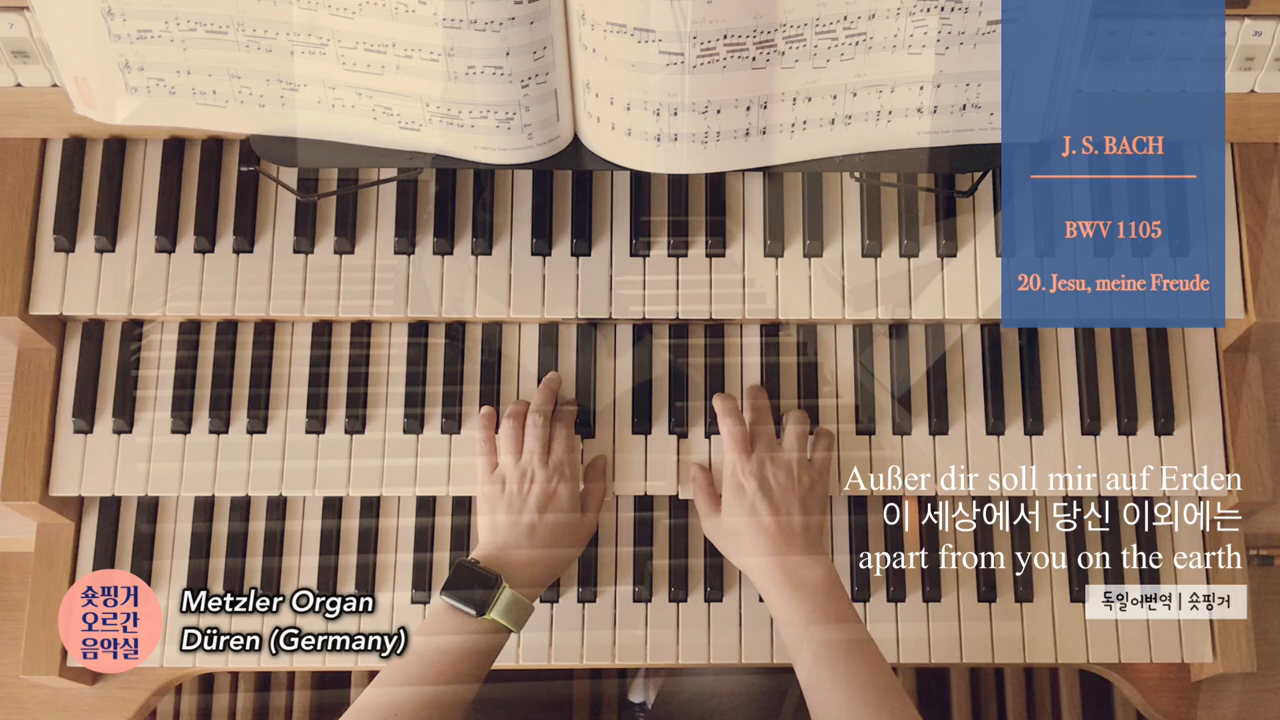 7
39
J. S. BACH
BWV 1105
20. Jesu, meine Freude
Außer dir soll mir auf Erden
이 세상에서 당신 이외에는
apart from you on the earth
독일어번역 | 숏핑거
숏핑거
오르간
음악실
Metzler Organ
Düren (Germany)